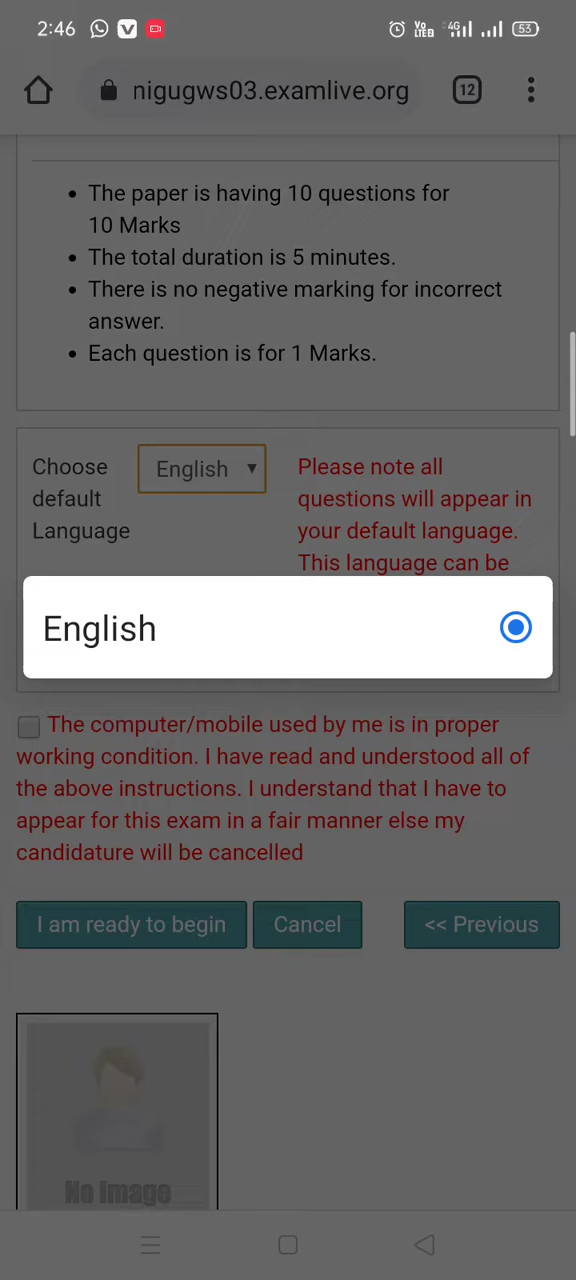 2:46
Vo LTED 4G 53
nigugws03.examlive.org
12
• The paper is having 10 questions for
10 Marks
• The total duration is 5 minutes.
• There is no negative marking for incorrect
answer.
• Each question is for 1 Marks.
Choose
default
Language
English
Please note all
questions will appear in
your default language.
This language can be
English
The computer/mobile used by me is in proper
working condition. I have read and understood all of
the above instructions. I understand that I have to
appear for this exam in a fair manner else my
candidature will be cancelled
I am ready to begin
Cancel
<< Previous
No Image